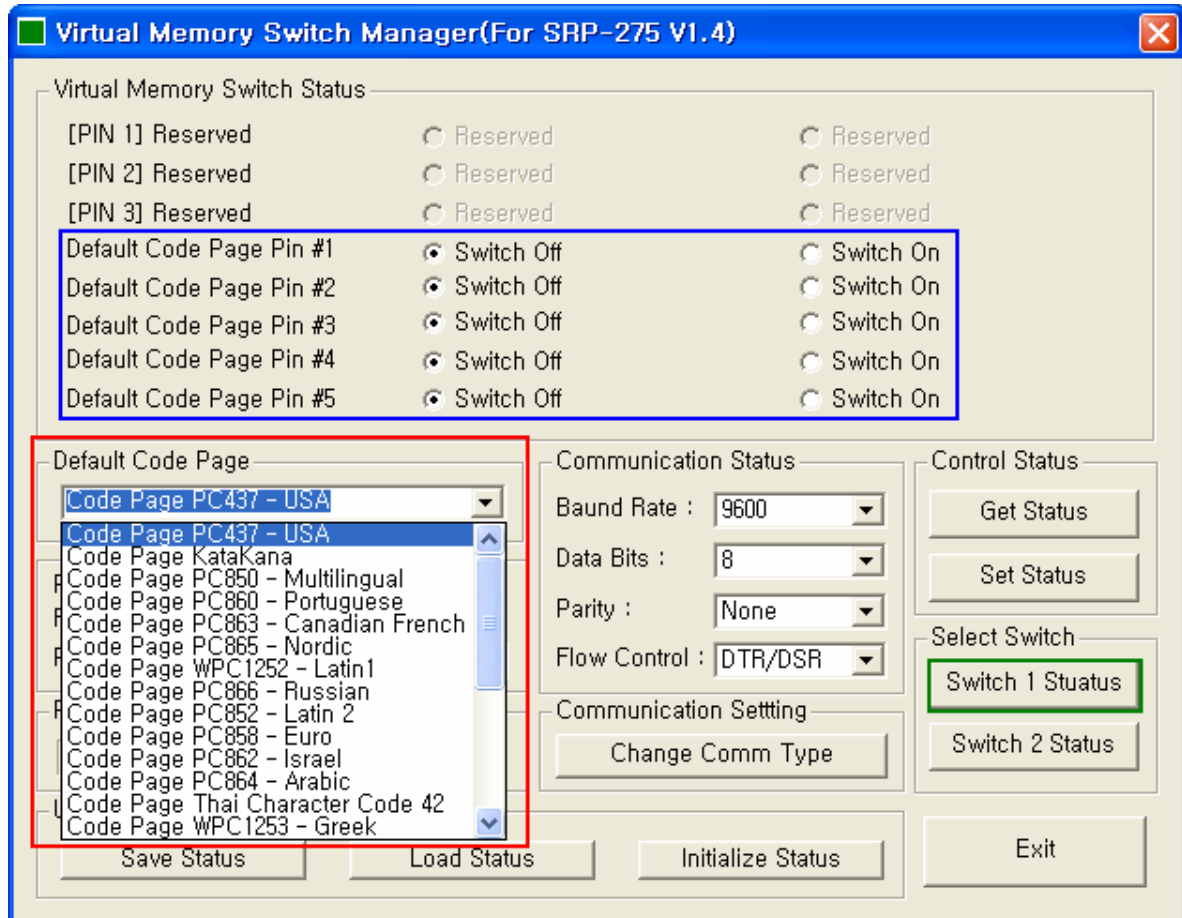 Virtual Memory Switch Manager(For SRP-275 V1.4)
Virtual Memory Switch Status
[PIN 1] Reserved Reserved Reserved
[PIN 2] Reserved Reserved Reserved
[PIN 3] Reserved Reserved Reserved
Default Code Page Pin #1 Switch Off Switch On
Default Code Page Pin #2 Switch Off Switch On
Default Code Page Pin #3 Switch Off Switch On
Default Code Page Pin #4 Switch Off Switch On
Default Code Page Pin #5 Switch Off Switch On
Default Code Page
Code Page PC437 - USA
Code Page PC437 - USA
Code Page KataKana
Code Page PC850 - Multilingual
Code Page PC860 - Portuguese
Code Page PC863 - Canadian French
Code Page PC865 - Nordic
Code Page WPC1252 - Latin1
Code Page PC866 - Russian
Code Page PC852 - Latin 2
Code Page PC858 - Euro
Code Page PC862 - Israel
Code Page PC864 - Arabic
Code Page Thai Character Code 42
Code Page WPC1253 - Greek
Communication Status
Baund Rate : 9600
Data Bits : 8
Parity : None
Flow Control : DTR/DSR
Communication Settting
Change Comm Type
Control Status
Get Status
Set Status
Select Switch
Switch 1 Stuatus
Switch 2 Status
Save Status
Load Status
Initialize Status
Exit